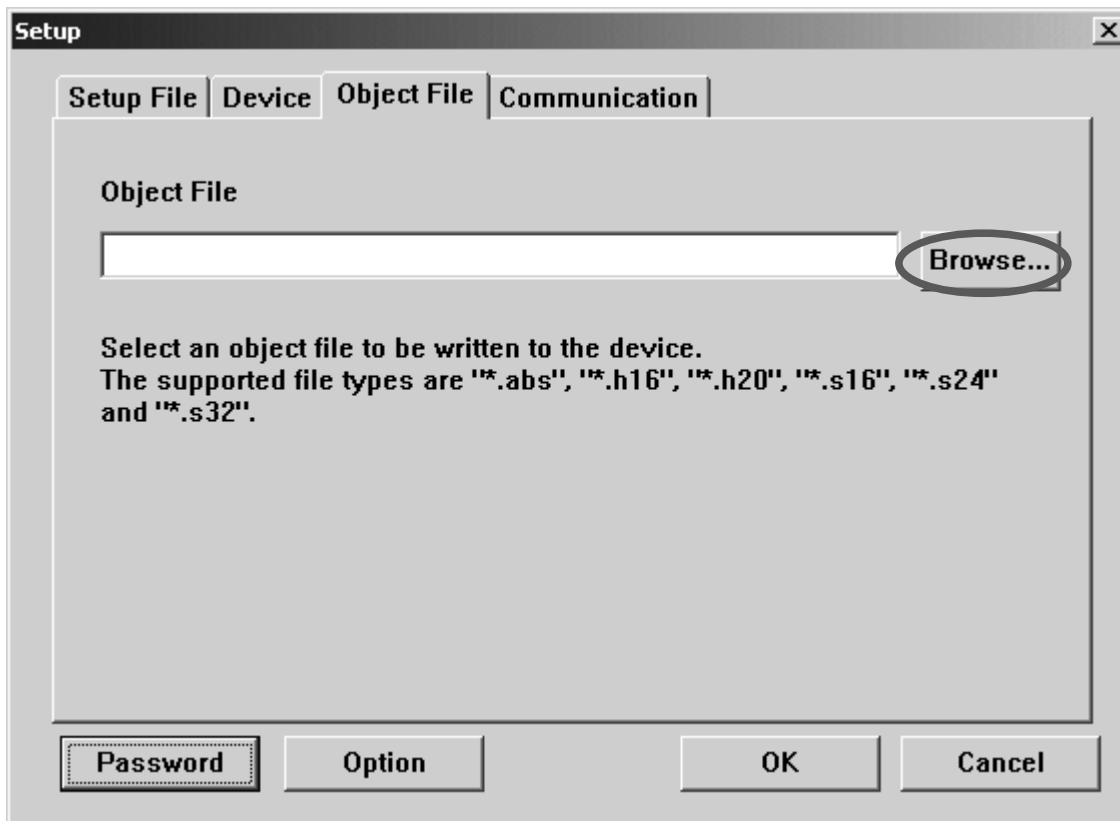 Setup
Setup File Device Object File Communication
Object File
Browse...
Select an object file to be written to the device.
The supported file types are "*.abs", "*.h16", "*.h20", "*.s16", "*.s24"
and "*.s32".
Password Option OK Cancel